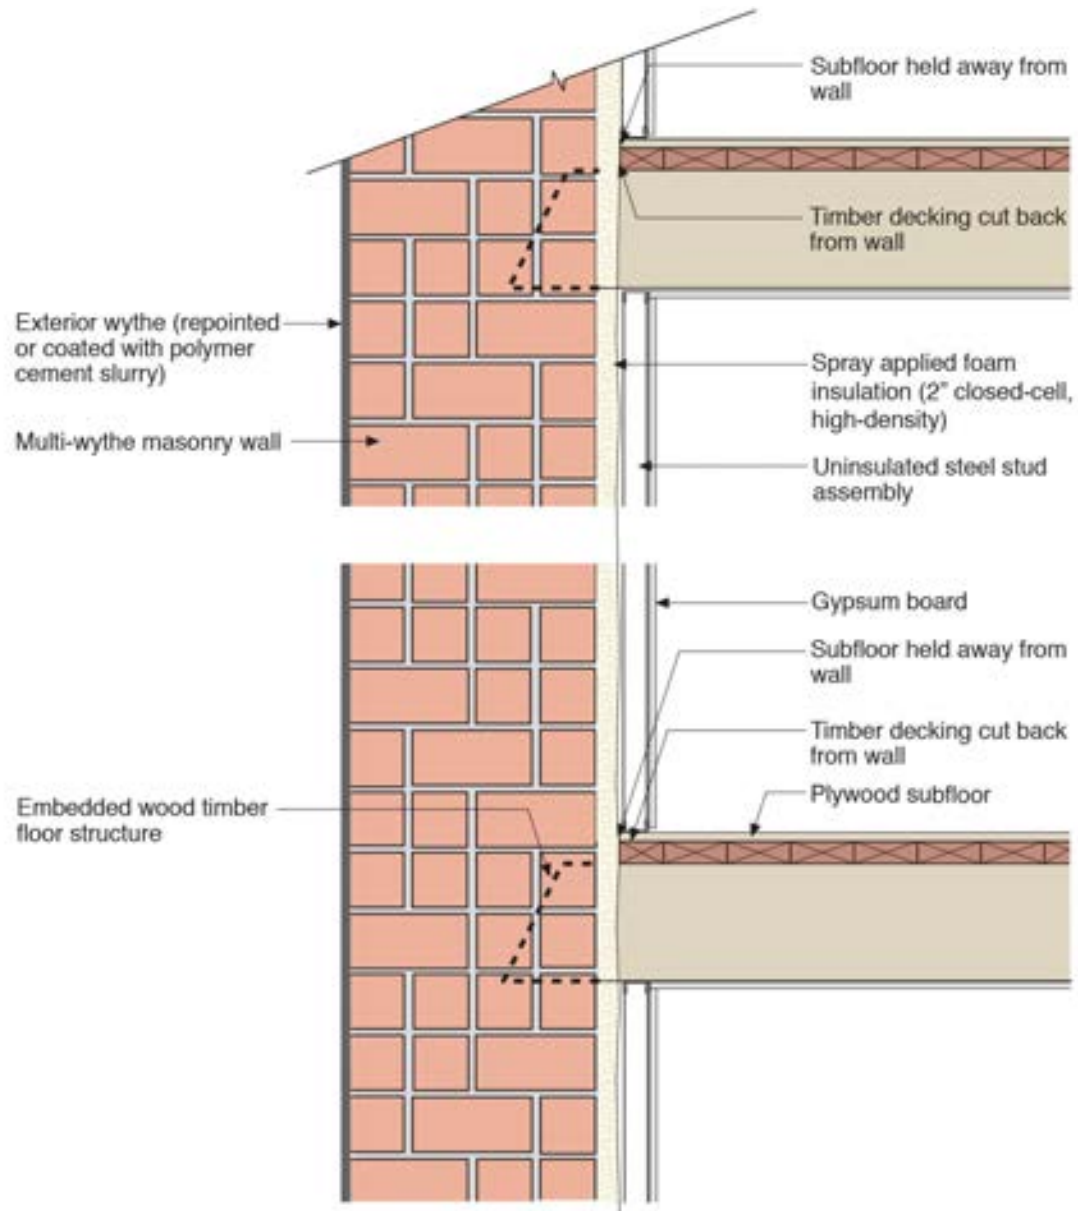 Subfloor held away from
wall
Timber decking cut back
from wall
Exterior wythe (repointed
or coated with polymer
cement slurry)
Spray applied foam
insulation (2" closed-cell,
high-density)
Multi-wythe masonry wall
Uninsulated steel stud
assembly
Gypsum board
Subfloor held away from
wall
Timber decking cut back
from wall
Plywood subfloor
Embedded wood timber
floor structure